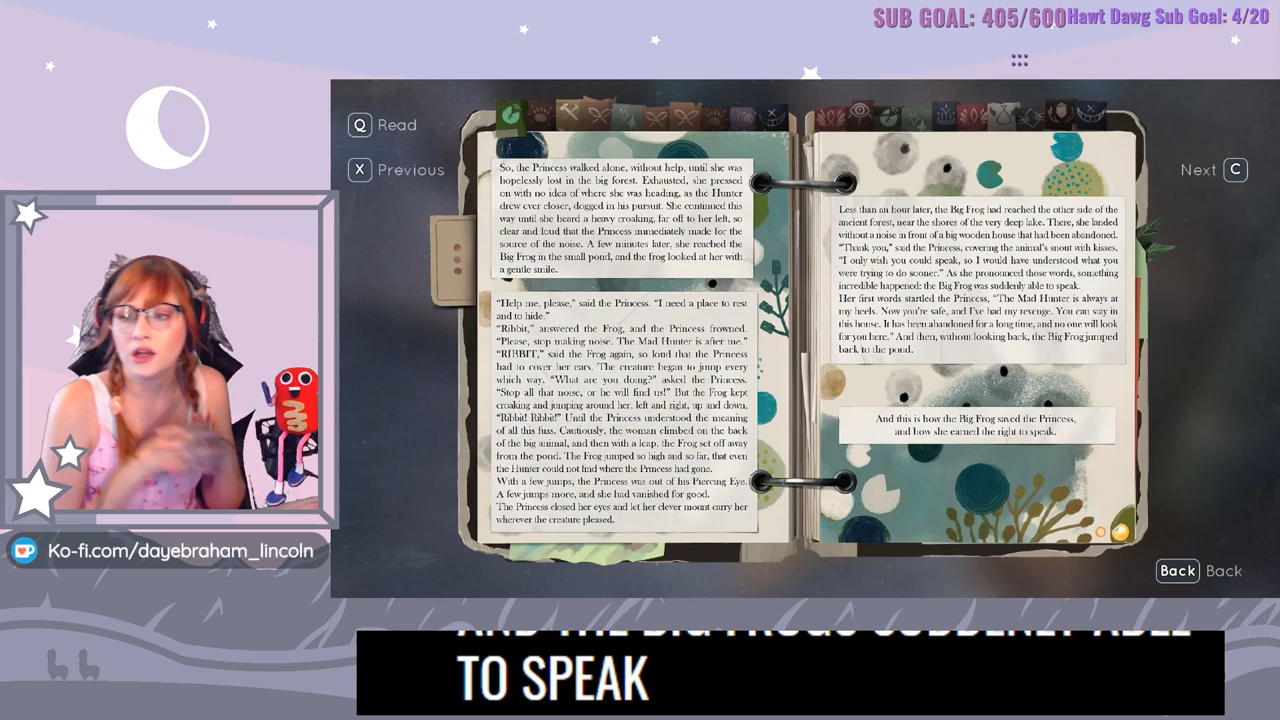 SUB GOAL: 405/600
Hawt Dawg Sub Goal: 4/20
Q Read
X Previous
Next C
So, the Princess walked alone, without help, until she was
hopelessly lost in the big forest. Exhausted, she pressed
on with no idea of where she was heading, as the Hunter
drew ever closer, dogged in his pursuit. She continued this
way until she heard a heavy croaking, far off to her left, so
clear and loud that the Princess immediately made for the
source of the noise. A few minutes later, she reached the
Big Frog in the small pond, and the frog looked at her with
a gentle smile.
“Help me, please,” said the Princess. “I need a place to rest
and to hide.”
“Ribbit,” answered the Frog, and the Princess frowned.
“Please, stop making noise. The Mad Hunter is after me.”
“RIBBIT,” said the Frog again, so loud that the Princess
had to cover her ears. The creature began to jump every
which way. “What are you doing?” asked the Princess.
“Stop all that noise, or he will find us!” But the Frog kept
croaking and jumping around her, left and right, up and down,
“Ribbit! Ribbit!” Until the Princess understood the meaning
of all this fuss. Cautiously, the woman climbed on the back
of the big animal, and then with a leap, the Frog set off away
from the pond. The Frog jumped so high and so far, that even
the Hunter could not find where the Princess had gone.
With a few jumps, the Princess was out of his Piercing Eye.
A few jumps more, and she had vanished for good.
The Princess closed her eyes and let her clever mount carry her
wherever the creature pleased.
Less than an hour later, the Big Frog had reached the other side of the
ancient forest, near the shores of the very deep lake. There, she landed
without a noise in front of a big wooden house that had been abandoned.
“Thank you,” said the Princess, covering the animal’s snout with kisses.
“I only wish you could speak, so I would have understood what you
were trying to do sooner.” As she pronounced those words, something
incredible happened: the Big Frog was suddenly able to speak.
Her first words startled the Princess, “The Mad Hunter is always at
my heels. Now you’re safe, and I’ve had my revenge. You can stay in
this house. It has been abandoned for a long time, and no one will look
for you here.” And then, without looking back, the Big Frog jumped
back to the pond.
And this is how the Big Frog saved the Princess,
and how she earned the right to speak.
Ko-fi.com/dayebraham_lincoln
Back Back
AND THE BIG FROGS SUDDENLY ABLE
TO SPEAK